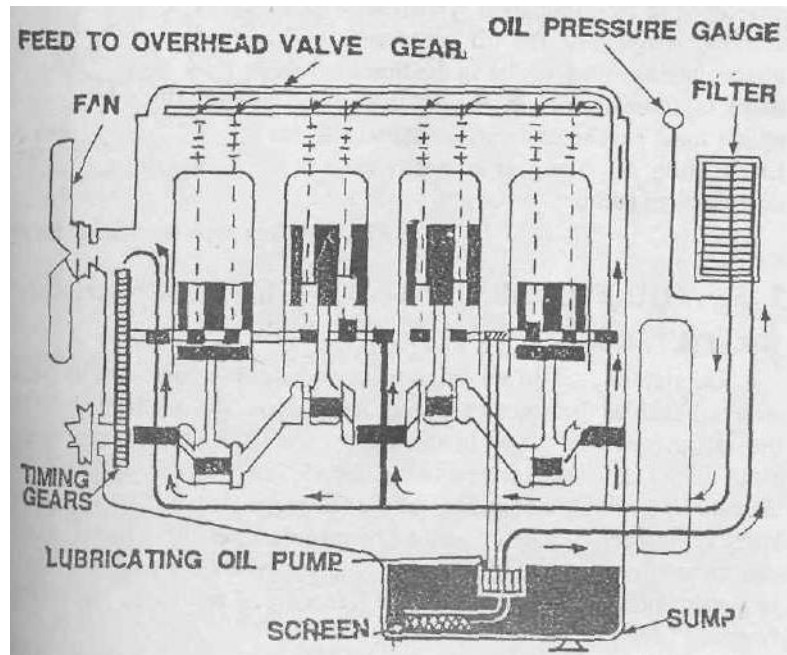 OIL PRESSURE GAUGE
FEED TO OVERHEAD VALVE GEAR
FILTER
FAN
TIMING
GEARS
LUBRICATING OIL PUMP
SCREEN
SUMP